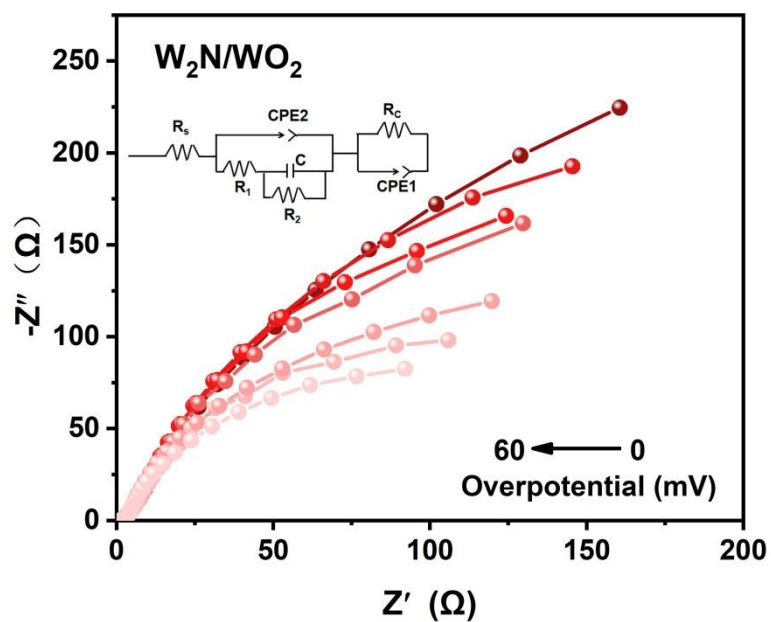 W₂N/WO₂
CPE2
Rₛ
R_C
C
R₁
CPE1
R₂
250
200
150
100
50
0
-Z″ (Ω)
60 0
Overpotential (mV)
0 50 100 150 200
Z′ (Ω)